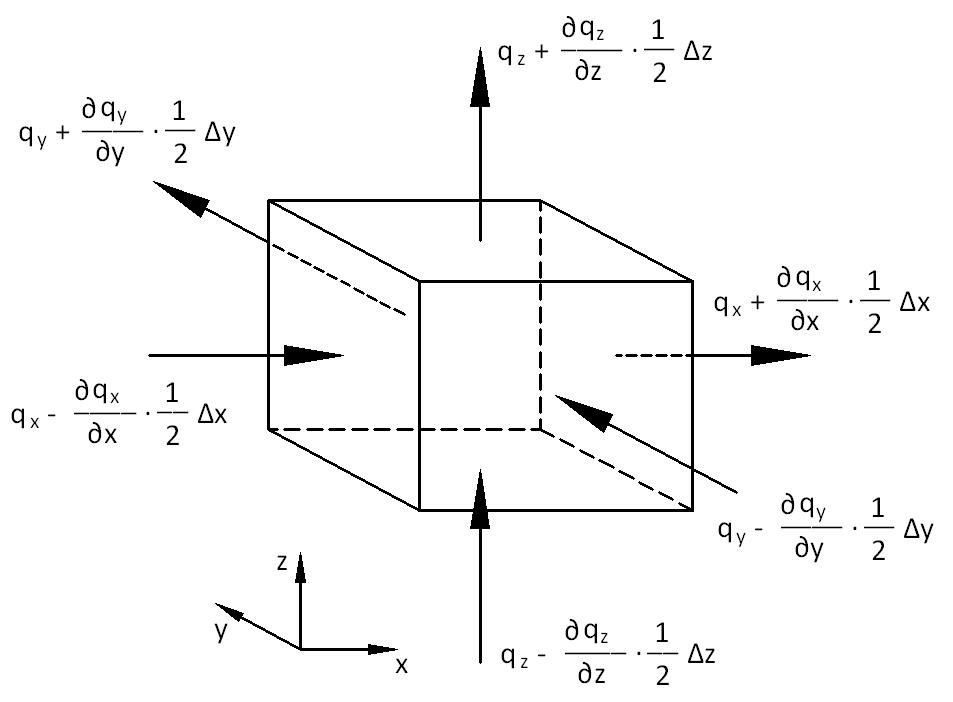 q_z + ∂q_z/∂z · 1/2 Δz
q_y + ∂q_y/∂y · 1/2 Δy
q_x + ∂q_x/∂x · 1/2 Δx
q_x - ∂q_x/∂x · 1/2 Δx
q_y - ∂q_y/∂y · 1/2 Δy
z
y
x
q_z - ∂q_z/∂z · 1/2 Δz